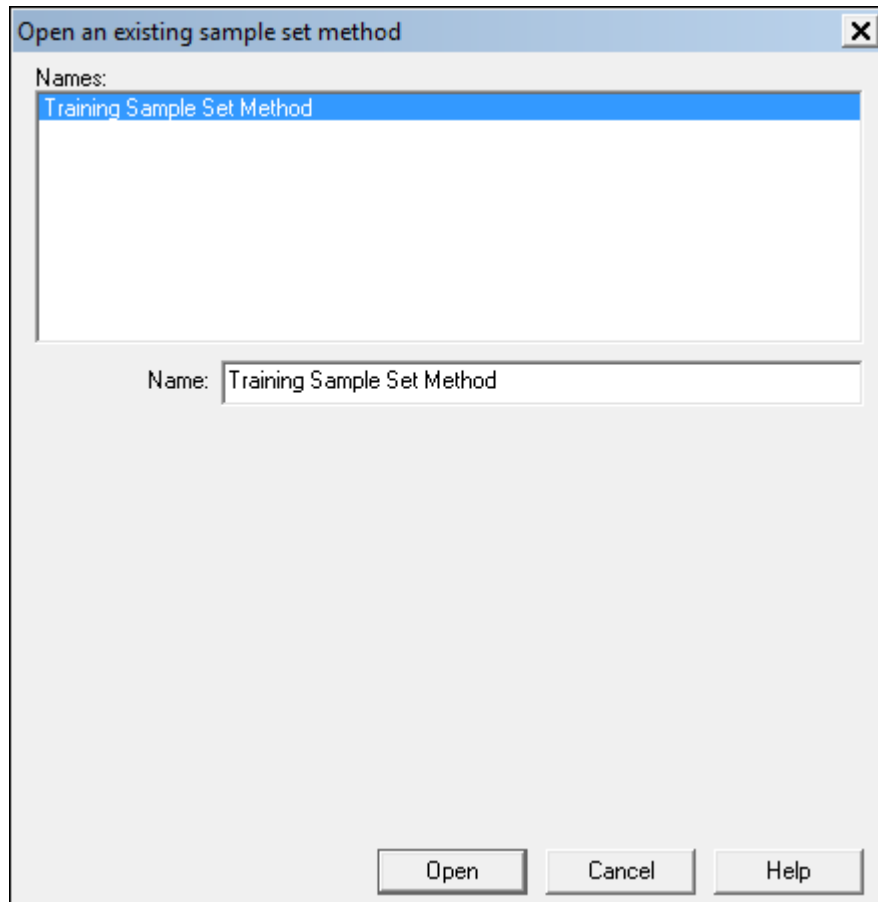 Open an existing sample set method
Names:
Training Sample Set Method
Name: Training Sample Set Method
Open Cancel Help